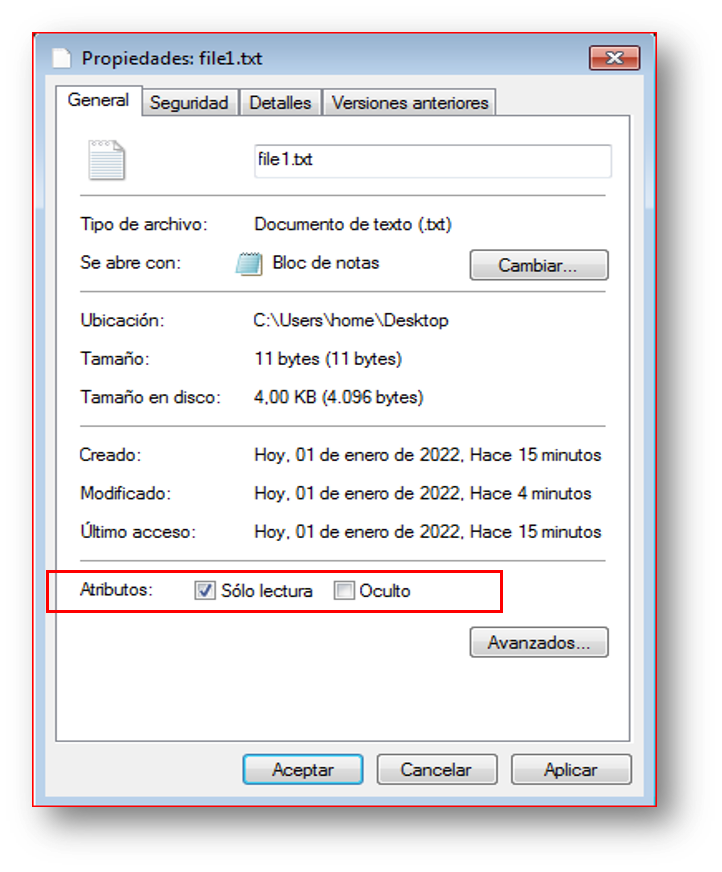 Propiedades: file1.txt
General Seguridad Detalles Versiones anteriores
file1.txt
Tipo de archivo: Documento de texto (.txt)
Se abre con: Bloc de notas Cambiar...
Ubicación: C:\Users\home\Desktop
Tamaño: 11 bytes (11 bytes)
Tamaño en disco: 4,00 KB (4.096 bytes)
Creado: Hoy, 01 de enero de 2022, Hace 15 minutos
Modificado: Hoy, 01 de enero de 2022, Hace 4 minutos
Último acceso: Hoy, 01 de enero de 2022, Hace 15 minutos
Atributos: Sólo lectura Oculto
Avanzados...
Aceptar Cancelar Aplicar